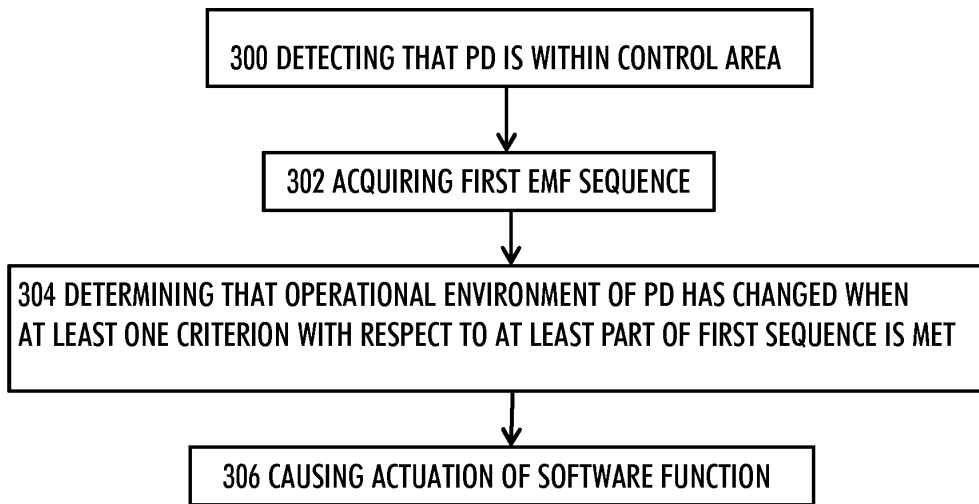 300 DETECTING THAT PD IS WITHIN CONTROL AREA
302 ACQUIRING FIRST EMF SEQUENCE
304 DETERMINING THAT OPERATIONAL ENVIRONMENT OF PD HAS CHANGED WHEN
AT LEAST ONE CRITERION WITH RESPECT TO AT LEAST PART OF FIRST SEQUENCE IS MET
306 CAUSING ACTUATION OF SOFTWARE FUNCTION